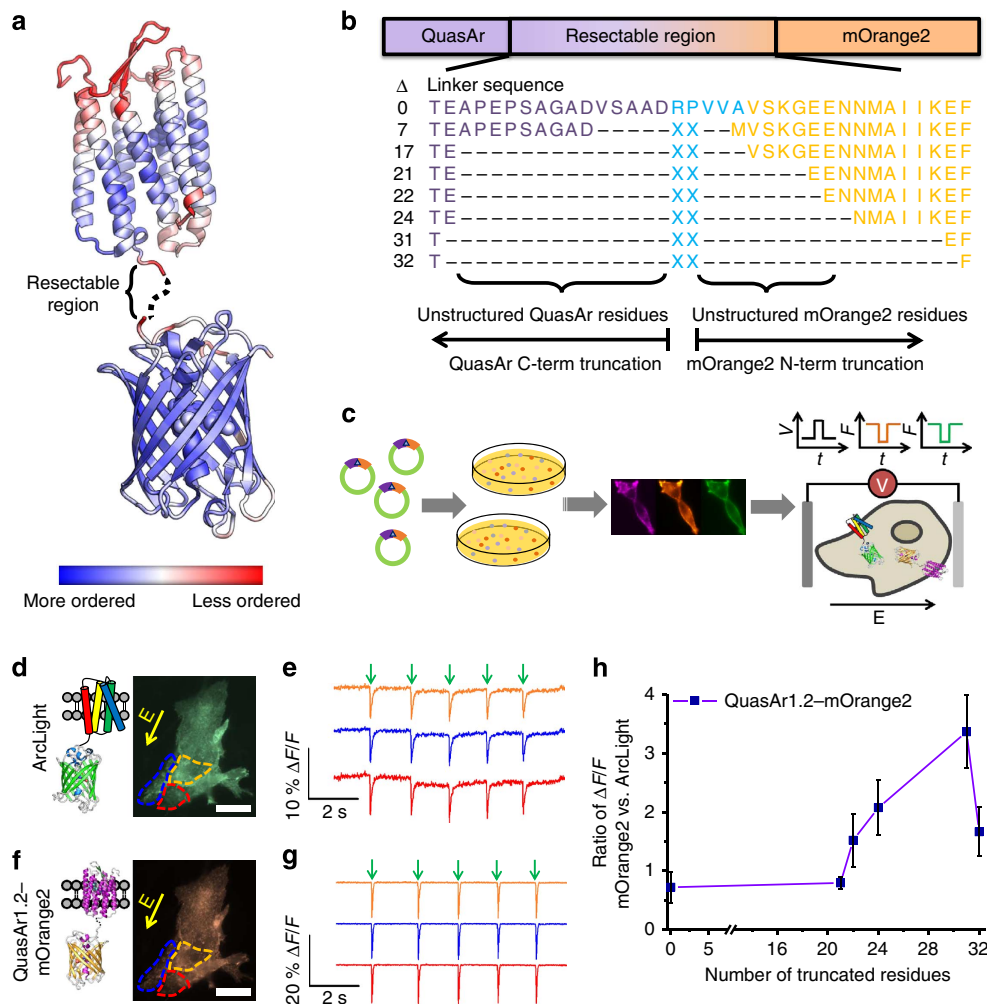 a
Resectable
region
More ordered
Less ordered
b
QuasAr
Resectable region
mOrange2
Δ Linker sequence
0 TEAPEPSAGADVSAADRPVVAVSKGEENNMAIIKEF
7 TEAPEPSAGAD–––––XX––MVSKGEENNMAIIKEF
17 TE––––––––––––––XX–––VSKGEENNMAIIKEF
21 TE––––––––––––––XX–––––––EENNMAIIKEF
22 TE––––––––––––––XX––––––––ENNMAIIKEF
24 TE––––––––––––––XX––––––––––NMAIIKEF
31 T–––––––––––––––XX––––––––––––––––EF
32 T–––––––––––––––XX–––––––––––––––––F
Unstructured QuasAr residues
Unstructured mOrange2 residues
QuasAr C-term truncation
mOrange2 N-term truncation
c
V
t
F
t
F
t
V
E
d
ArcLight
E
e
10 % ΔF/F
2 s
f
QuasAr1.2–
mOrange2
E
g
20 % ΔF/F
2 s
h
QuasAr1.2–mOrange2
Ratio of ΔF/F
mOrange2 vs. ArcLight
4
3
2
1
0
0 5 20 24 28 32
Number of truncated residues